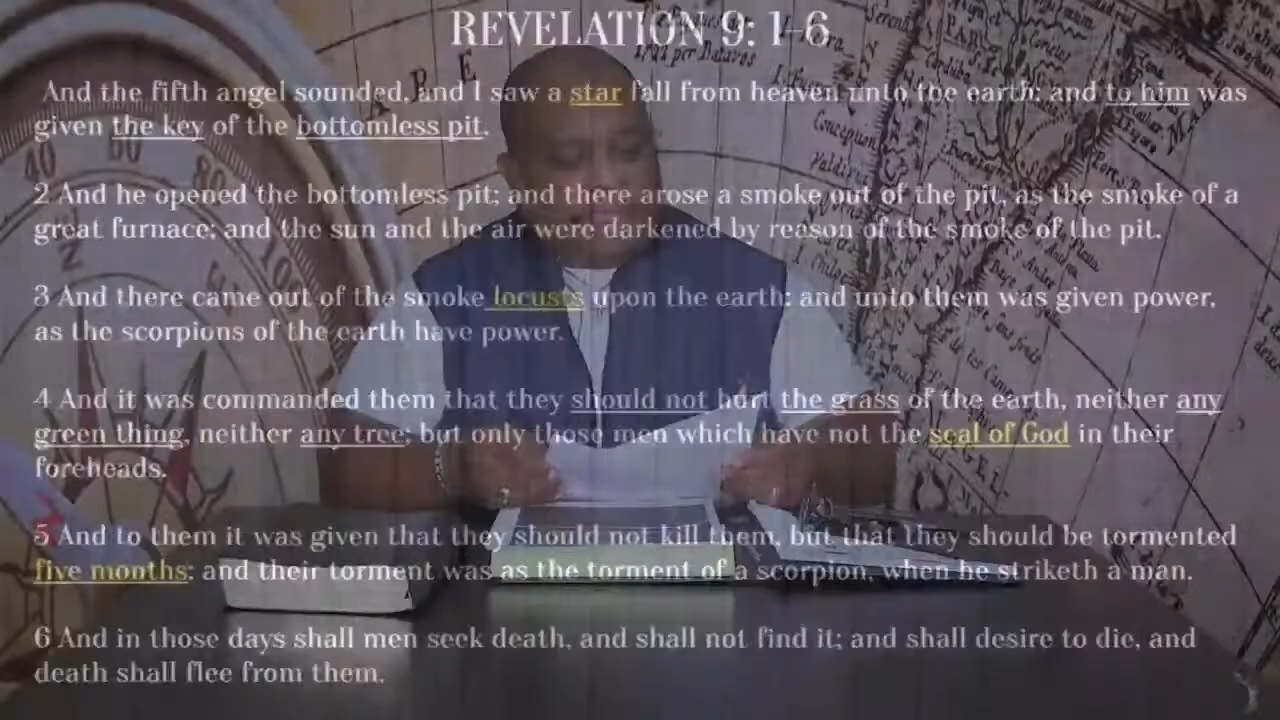 REVELATION 9: 1-6
And the fifth angel sounded, and I saw a star fall from heaven unto the earth: and to him was
given the key of the bottomless pit.
2 And he opened the bottomless pit; and there arose a smoke out of the pit, as the smoke of a
great furnace; and the sun and the air were darkened by reason of the smoke of the pit.
3 And there came out of the smoke locusts upon the earth: and unto them was given power,
as the scorpions of the earth have power.
4 And it was commanded them that they should not hurt the grass of the earth, neither any
green thing, neither any tree; but only those men which have not the seal of God in their
foreheads.
5 And to them it was given that they should not kill them, but that they should be tormented
five months: and their torment was as the torment of a scorpion, when he striketh a man.
6 And in those days shall men seek death, and shall not find it; and shall desire to die, and
death shall flee from them.
40
60
80
100
N
E
A R E